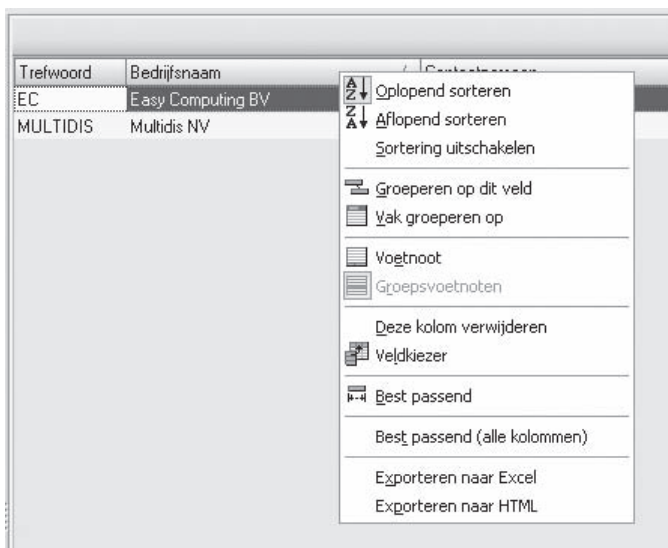 Trefwoord Bedrijfsnaam Contactpersoon
EC Easy Computing BV
MULTIDIS Multidis NV
Oplopend sorteren
Aflopend sorteren
Sortering uitschakelen
Groeperen op dit veld
Vak groeperen op
Voetnoot
Groepsvoetnoten
Deze kolom verwijderen
Veldkiezer
Best passend
Best passend (alle kolommen)
Exporteren naar Excel
Exporteren naar HTML